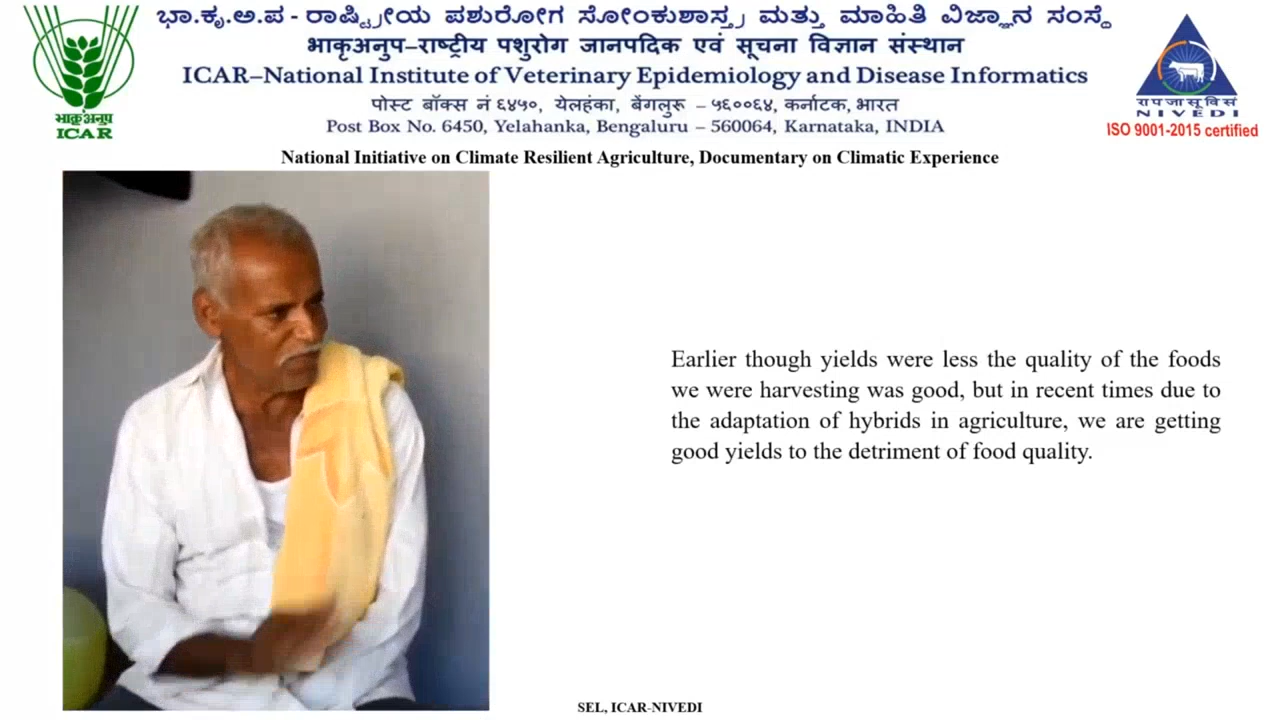 ಭಾ.ಕೃ.ಅ.ಪ - ರಾಷ್ಟ್ರೀಯ ಪಶುರೋಗ ಸೋಂಕುಶಾಸ್ತ್ರ ಮತ್ತು ಮಾಹಿತಿ ವಿಜ್ಞಾನ ಸಂಸ್ಥೆ
भाकृअनुप–राष्ट्रीय पशुरोग जानपदिक एवं सूचना विज्ञान संस्थान
ICAR–National Institute of Veterinary Epidemiology and Disease Informatics
पोस्ट बॉक्स नं ६४५०, येलहंका, बेंगलुरू – ५६००६४, कर्नाटक, भारत
Post Box No. 6450, Yelahanka, Bengaluru – 560064, Karnataka, INDIA
भाकृअनुप
ICAR
रा प जा सू वि सं
NIVEDI
ISO 9001-2015 certified
National Initiative on Climate Resilient Agriculture, Documentary on Climatic Experience
Earlier though yields were less the quality of the foods
we were harvesting was good, but in recent times due to
the adaptation of hybrids in agriculture, we are getting
good yields to the detriment of food quality.
SEL, ICAR-NIVEDI